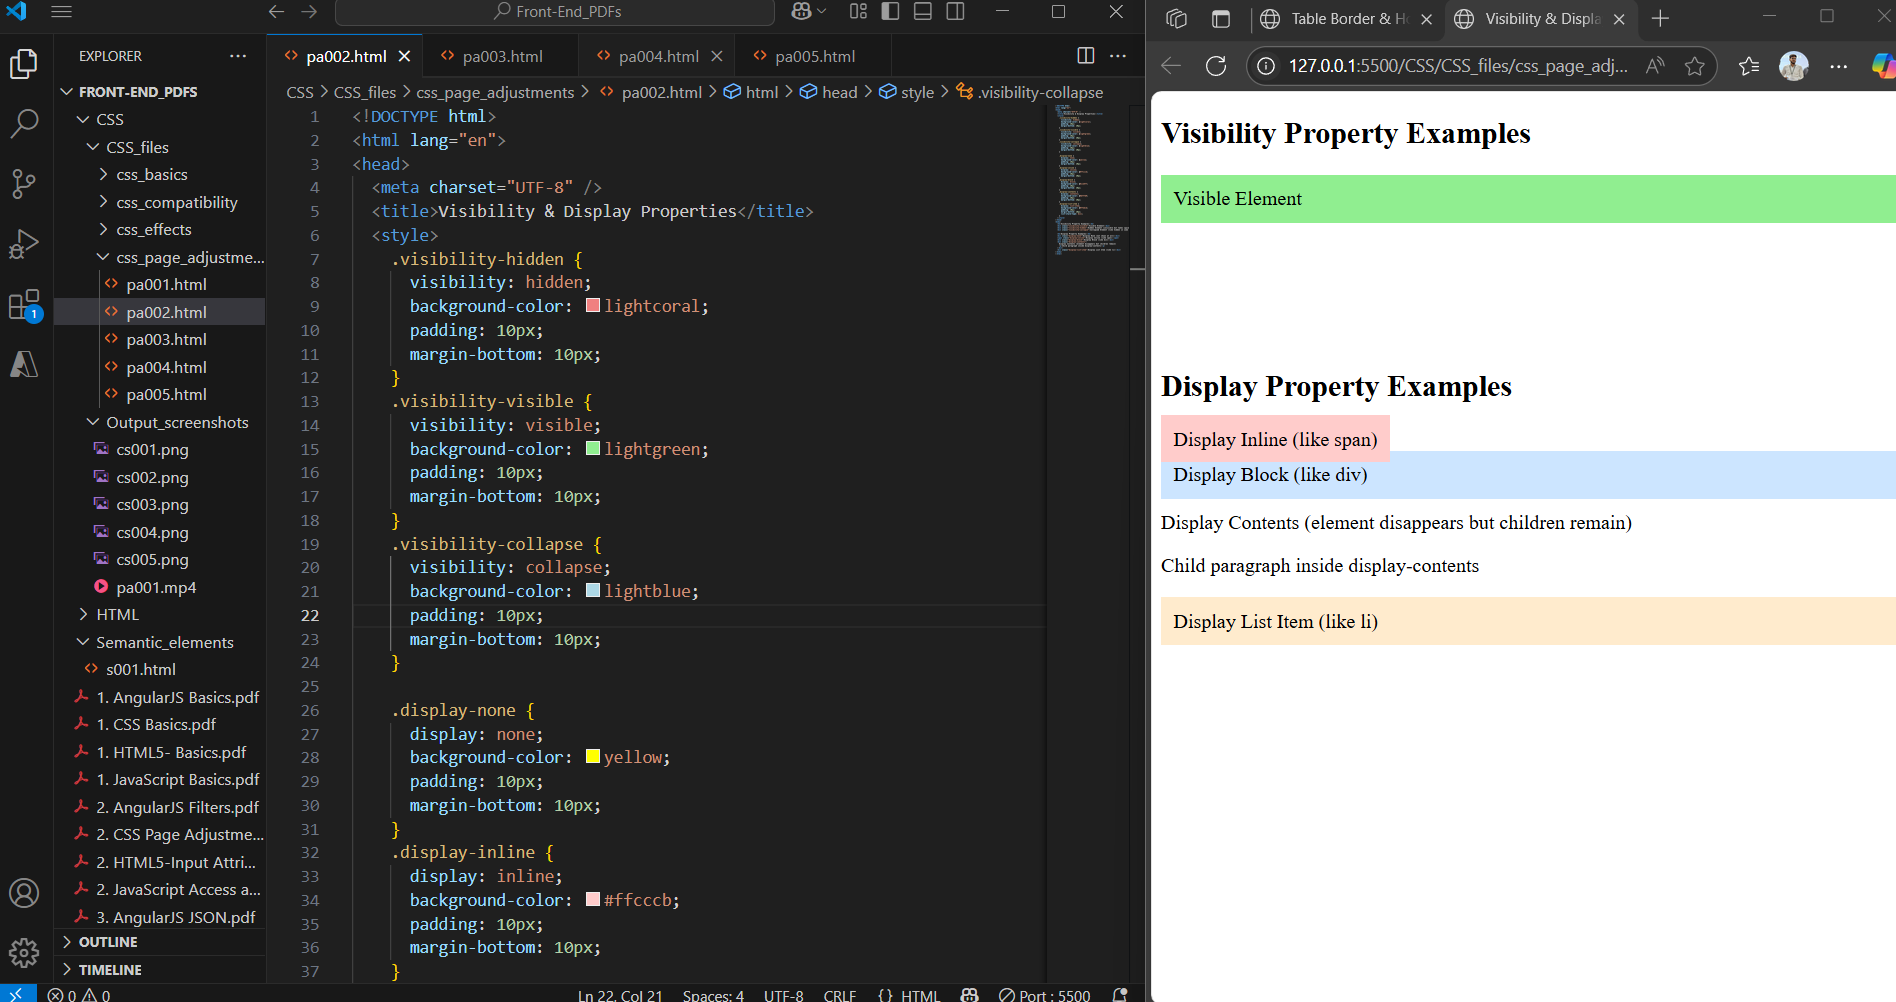 Front-End_PDFs
EXPLORER
FRONT-END_PDFS
CSS
CSS_files
css_basics
css_compatibility
css_effects
css_page_adjustme...
pa001.html
pa002.html
pa003.html
pa004.html
pa005.html
Output_screenshots
cs001.png
cs002.png
cs003.png
cs004.png
cs005.png
pa001.mp4
HTML
Semantic_elements
s001.html
1. AngularJS Basics.pdf
1. CSS Basics.pdf
1. HTML5- Basics.pdf
1. JavaScript Basics.pdf
2. AngularJS Filters.pdf
2. CSS Page Adjustme...
2. HTML5-Input Attri...
2. JavaScript Access a...
3. AngularJS JSON.pdf
OUTLINE
TIMELINE
1
pa002.html pa003.html pa004.html pa005.html
CSS > CSS_files > css_page_adjustments > pa002.html > html > head > style > .visibility-collapse
1 <!DOCTYPE html>
2 <html lang="en">
3 <head>
4 <meta charset="UTF-8" />
5 <title>Visibility & Display Properties</title>
6 <style>
7 .visibility-hidden {
8 visibility: hidden;
9 background-color: lightcoral;
10 padding: 10px;
11 margin-bottom: 10px;
12 }
13 .visibility-visible {
14 visibility: visible;
15 background-color: lightgreen;
16 padding: 10px;
17 margin-bottom: 10px;
18 }
19 .visibility-collapse {
20 visibility: collapse;
21 background-color: lightblue;
22 padding: 10px;
23 margin-bottom: 10px;
24 }
25
26 .display-none {
27 display: none;
28 background-color: yellow;
29 padding: 10px;
30 margin-bottom: 10px;
31 }
32 .display-inline {
33 display: inline;
34 background-color: #ffcccb;
35 padding: 10px;
36 margin-bottom: 10px;
37 }
0 0 Ln 22, Col 21 Spaces: 4 UTF-8 CRLF {} HTML Port : 5500
Table Border & H Visibility & Displa
127.0.0.1:5500/CSS/CSS_files/css_page_adj...
Visibility Property Examples
Visible Element
Display Property Examples
Display Inline (like span)
Display Block (like div)
Display Contents (element disappears but children remain)
Child paragraph inside display-contents
Display List Item (like li)